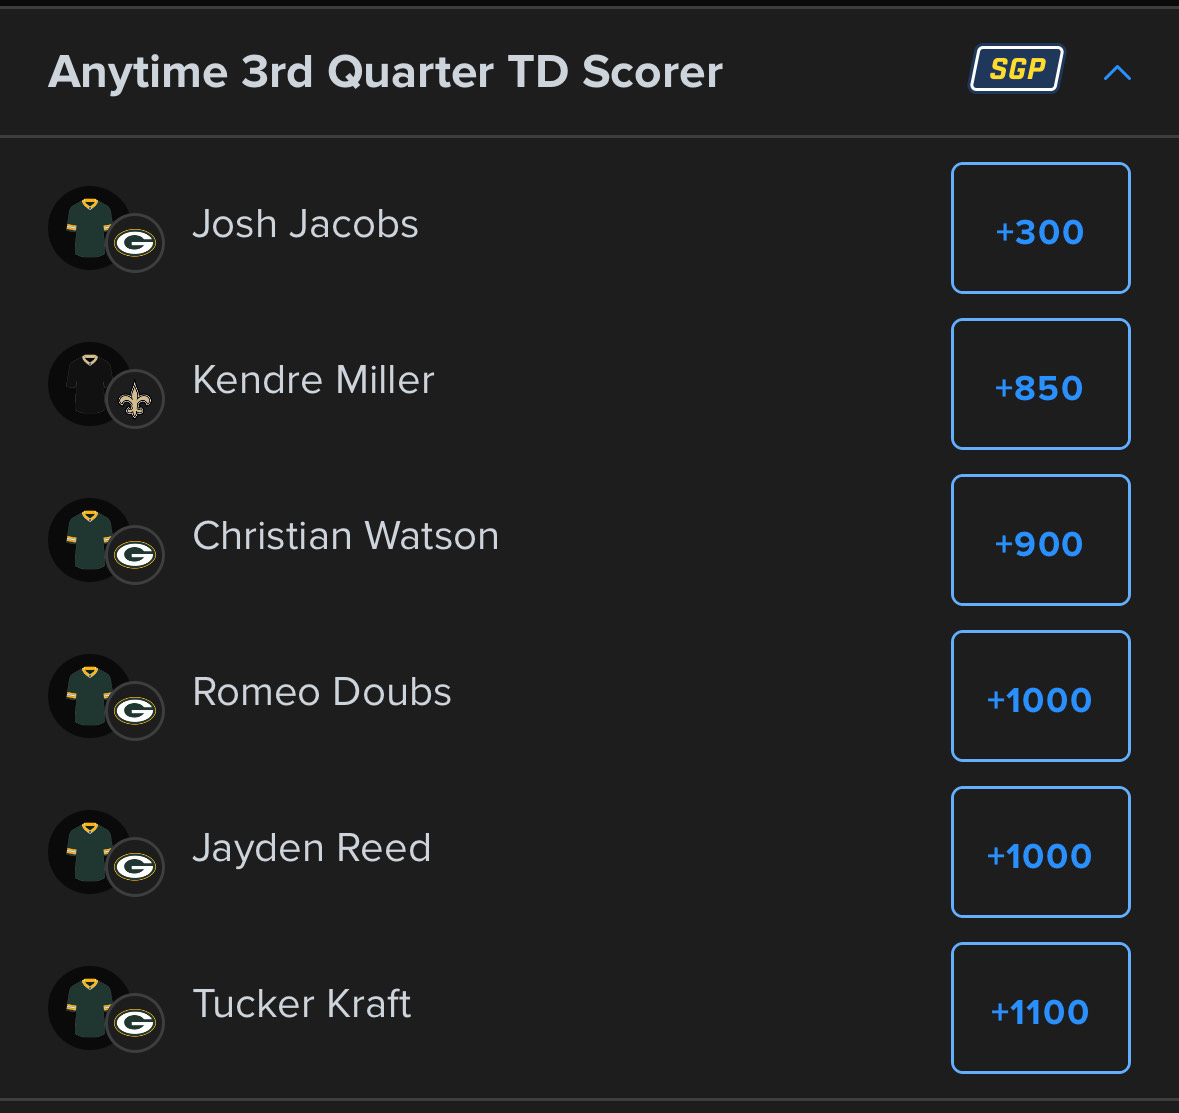 Anytime 3rd Quarter TD Scorer SGP
Josh Jacobs +300
Kendre Miller +850
Christian Watson +900
Romeo Doubs +1000
Jayden Reed +1000
Tucker Kraft +1100